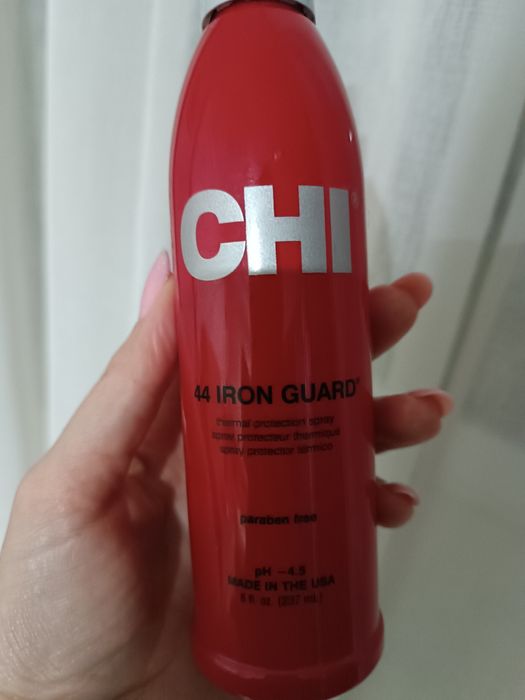 CHI®
44 IRON GUARD®
thermal protection spray
spray protecteur thermique
spray protector térmico
paraben free
pH ~4.5
MADE IN THE USA
8 fl. oz. (237 mL)